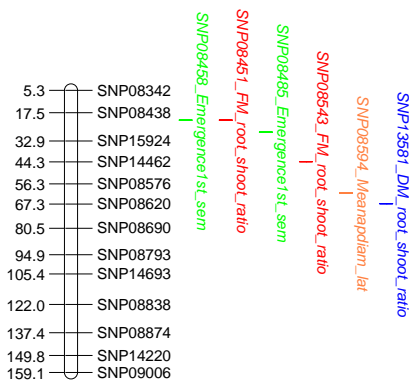 5.3 SNP08342
17.5 SNP08438
32.9 SNP15924
44.3 SNP14462
56.3 SNP08576
67.3 SNP08620
80.5 SNP08690
94.9 SNP08793
105.4 SNP14693
122.0 SNP08838
137.4 SNP08874
149.8 SNP14220
159.1 SNP09006
SNP08458_Emergence1st_sem
SNP08451_FM_root_shoot_ratio
SNP08485_Emergence1st_sem
SNP08543_FM_root_shoot_ratio
SNP08594_Meanapdiam_lat
SNP13581_DM_root_shoot_ratio